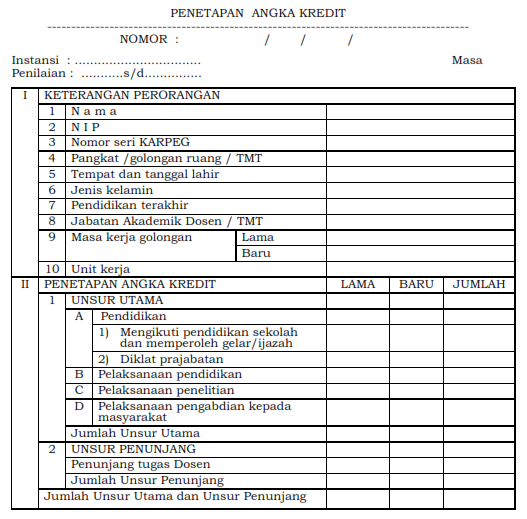 PENETAPAN ANGKA KREDIT
--------------------------------------------------------------------------------------------
NOMOR : / / /
Instansi : ................................. Masa
Penilaian : ...........s/d...............
I KETERANGAN PERORANGAN
1 N a m a
2 N I P
3 Nomor seri KARPEG
4 Pangkat /golongan ruang / TMT
5 Tempat dan tanggal lahir
6 Jenis kelamin
7 Pendidikan terakhir
8 Jabatan Akademik Dosen / TMT
9 Masa kerja golongan Lama
Baru
10 Unit kerja
II PENETAPAN ANGKA KREDIT LAMA BARU JUMLAH
1 UNSUR UTAMA
A Pendidikan
1) Mengikuti pendidikan sekolah
dan memperoleh gelar/ijazah
2) Diklat prajabatan
B Pelaksanaan pendidikan
C Pelaksanaan penelitian
D Pelaksanaan pengabdian kepada
masyarakat
Jumlah Unsur Utama
2 UNSUR PENUNJANG
Penunjang tugas Dosen
Jumlah Unsur Penunjang
Jumlah Unsur Utama dan Unsur Penunjang